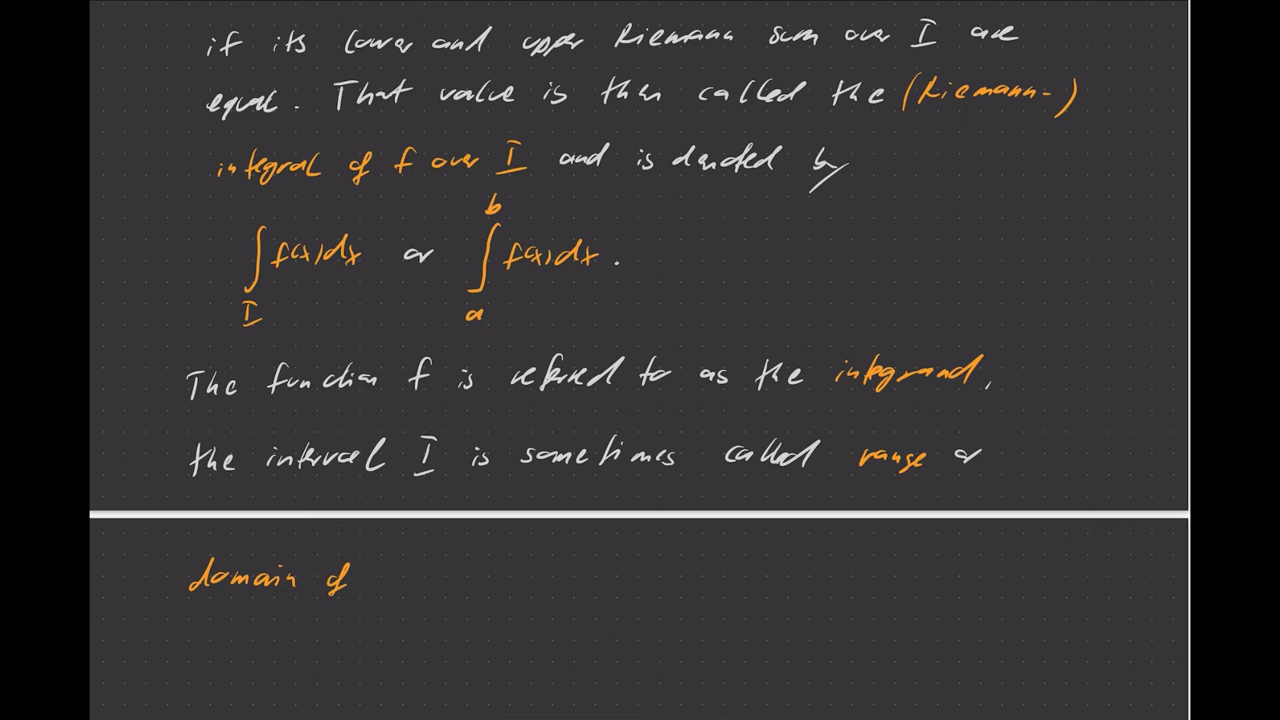 if its lower and upper Riemann sum over I are
equal. That value is then called the (Riemann-)
integral of f over I and is denoted by
∫_I f(x)dx or ∫_a^b f(x)dx.
The function f is referred to as the integrand,
the interval I is sometimes called range or
domain of